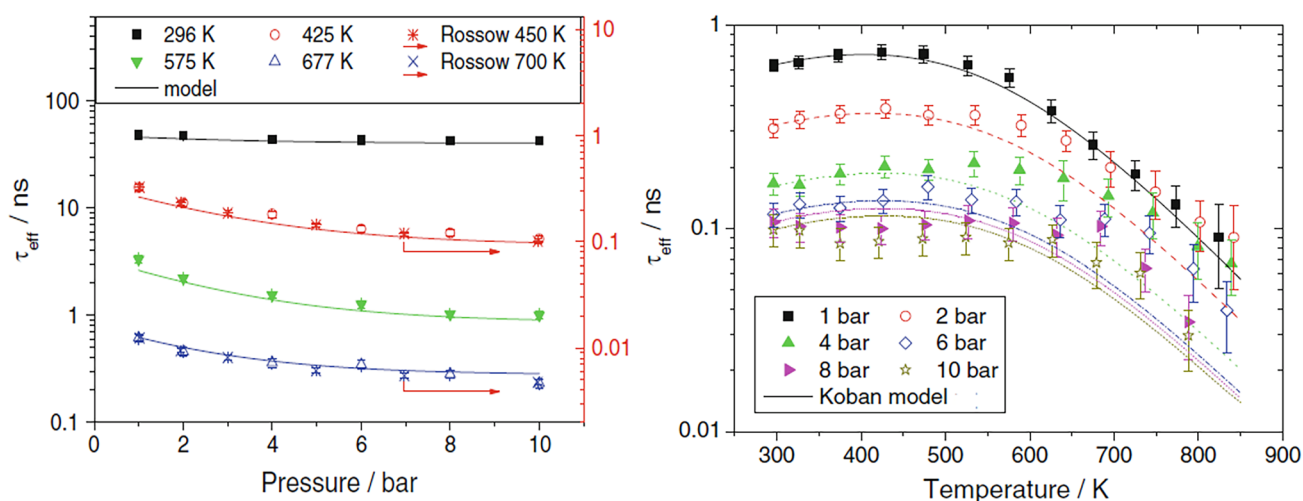 296 K 425 K Rossow 450 K
575 K 677 K Rossow 700 K
model
τeff / ns
100
10
1
0.1
10
1
0.1
0.01
0 2 4 6 8 10
Pressure / bar
τeff / ns
1
0.1
0.01
1 bar 2 bar
4 bar 6 bar
8 bar 10 bar
Koban model
300 400 500 600 700 800 900
Temperature / K